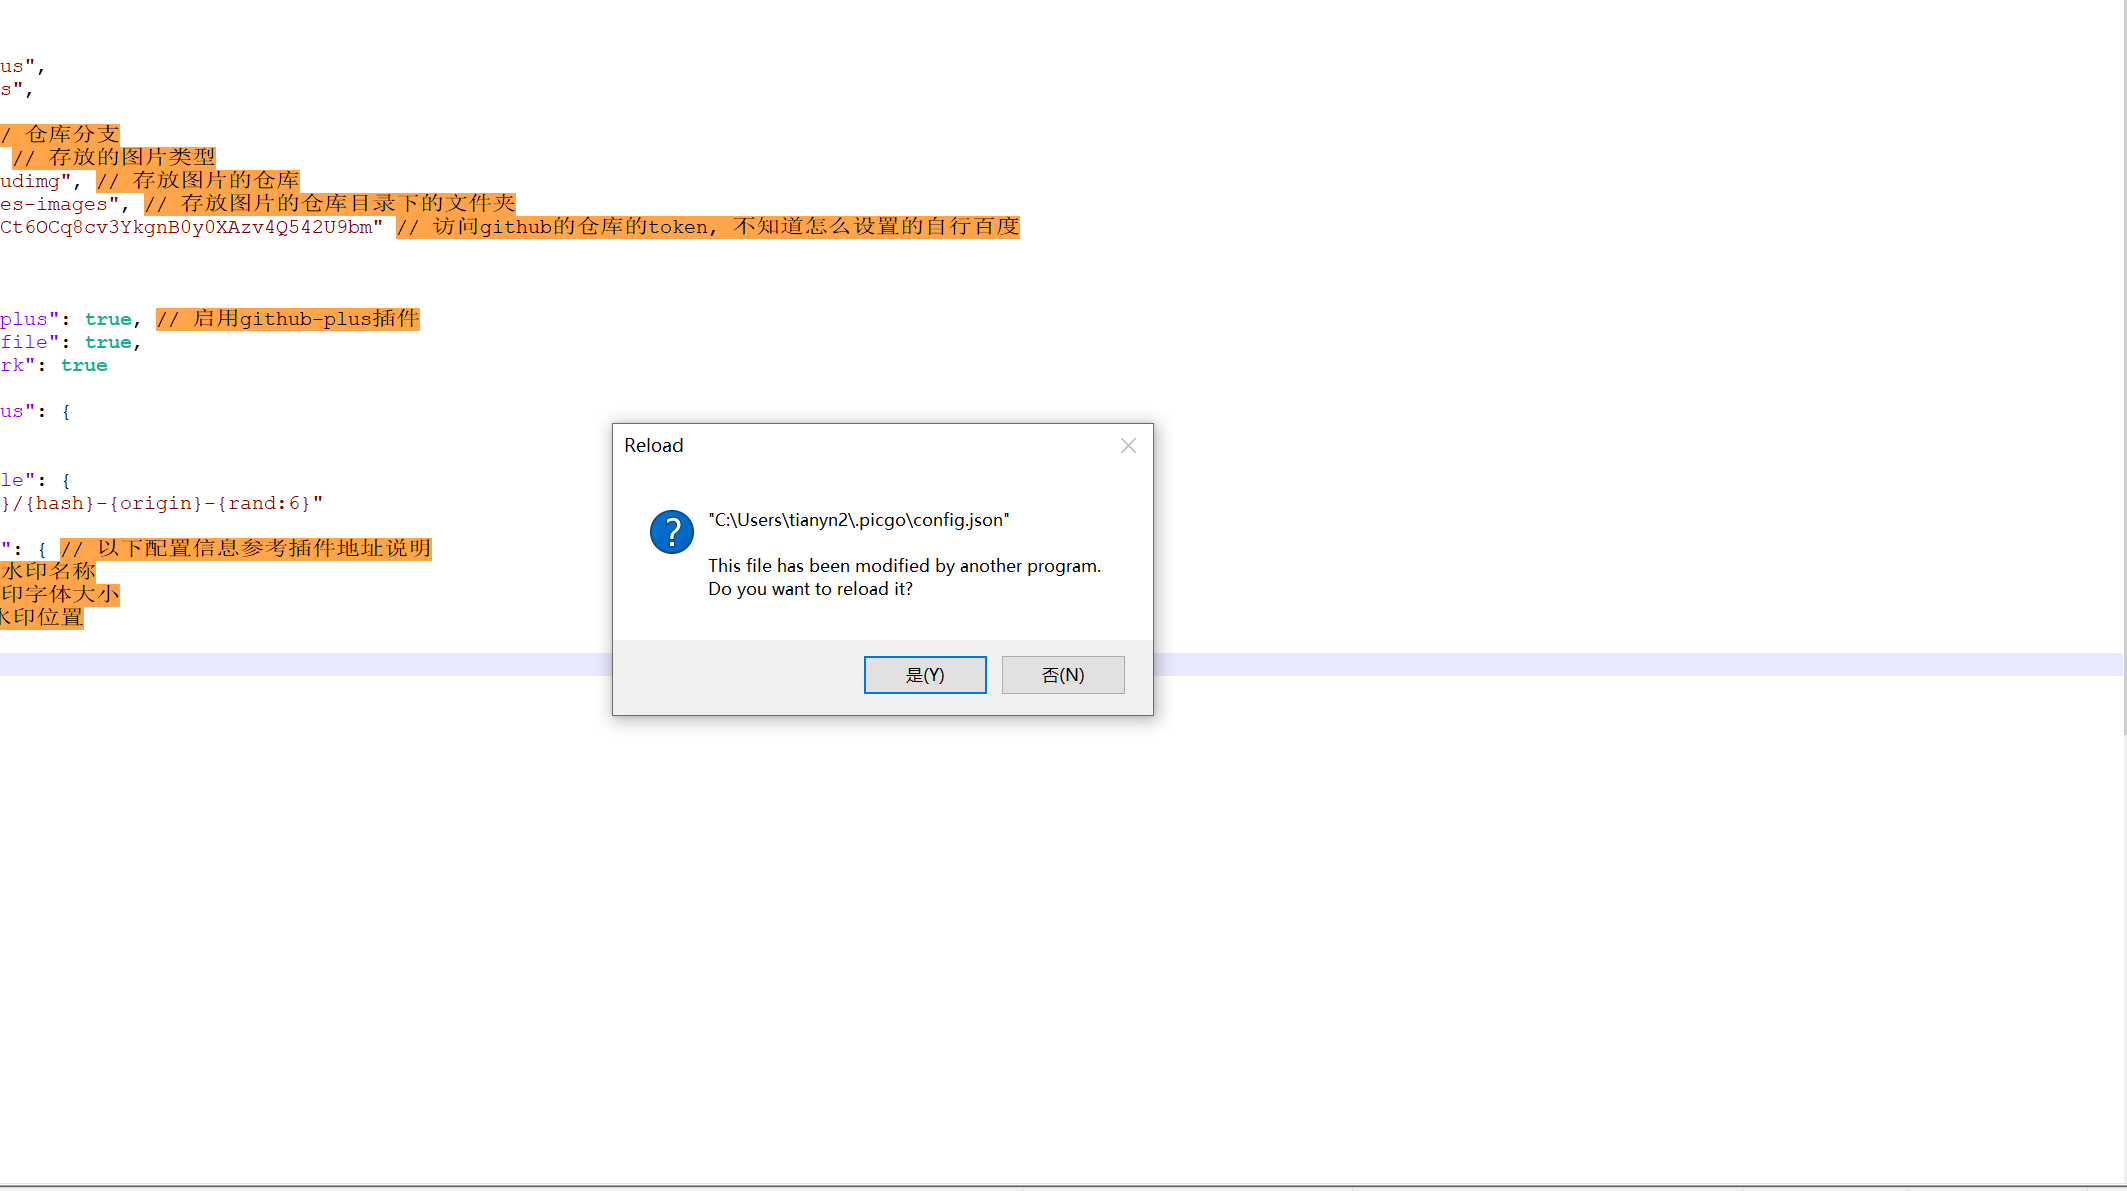 us",
s",
/ 仓库分支
// 存放的图片类型
udimg", // 存放图片的仓库
es-images", // 存放图片的仓库目录下的文件夹
Ct6OCq8cv3YkgnB0y0XAzv4Q542U9bm" // 访问github的仓库的token, 不知道怎么设置的自行百度
plus": true, // 启用github-plus插件
file": true,
rk": true
us": {
le": {
}/{hash}-{origin}-{rand:6}"
": { // 以下配置信息参考插件地址说明
水印名称
印字体大小
水印位置
Reload
"C:\Users\tianyn2\.picgo\config.json"
This file has been modified by another program.
Do you want to reload it?
是(Y)
否(N)